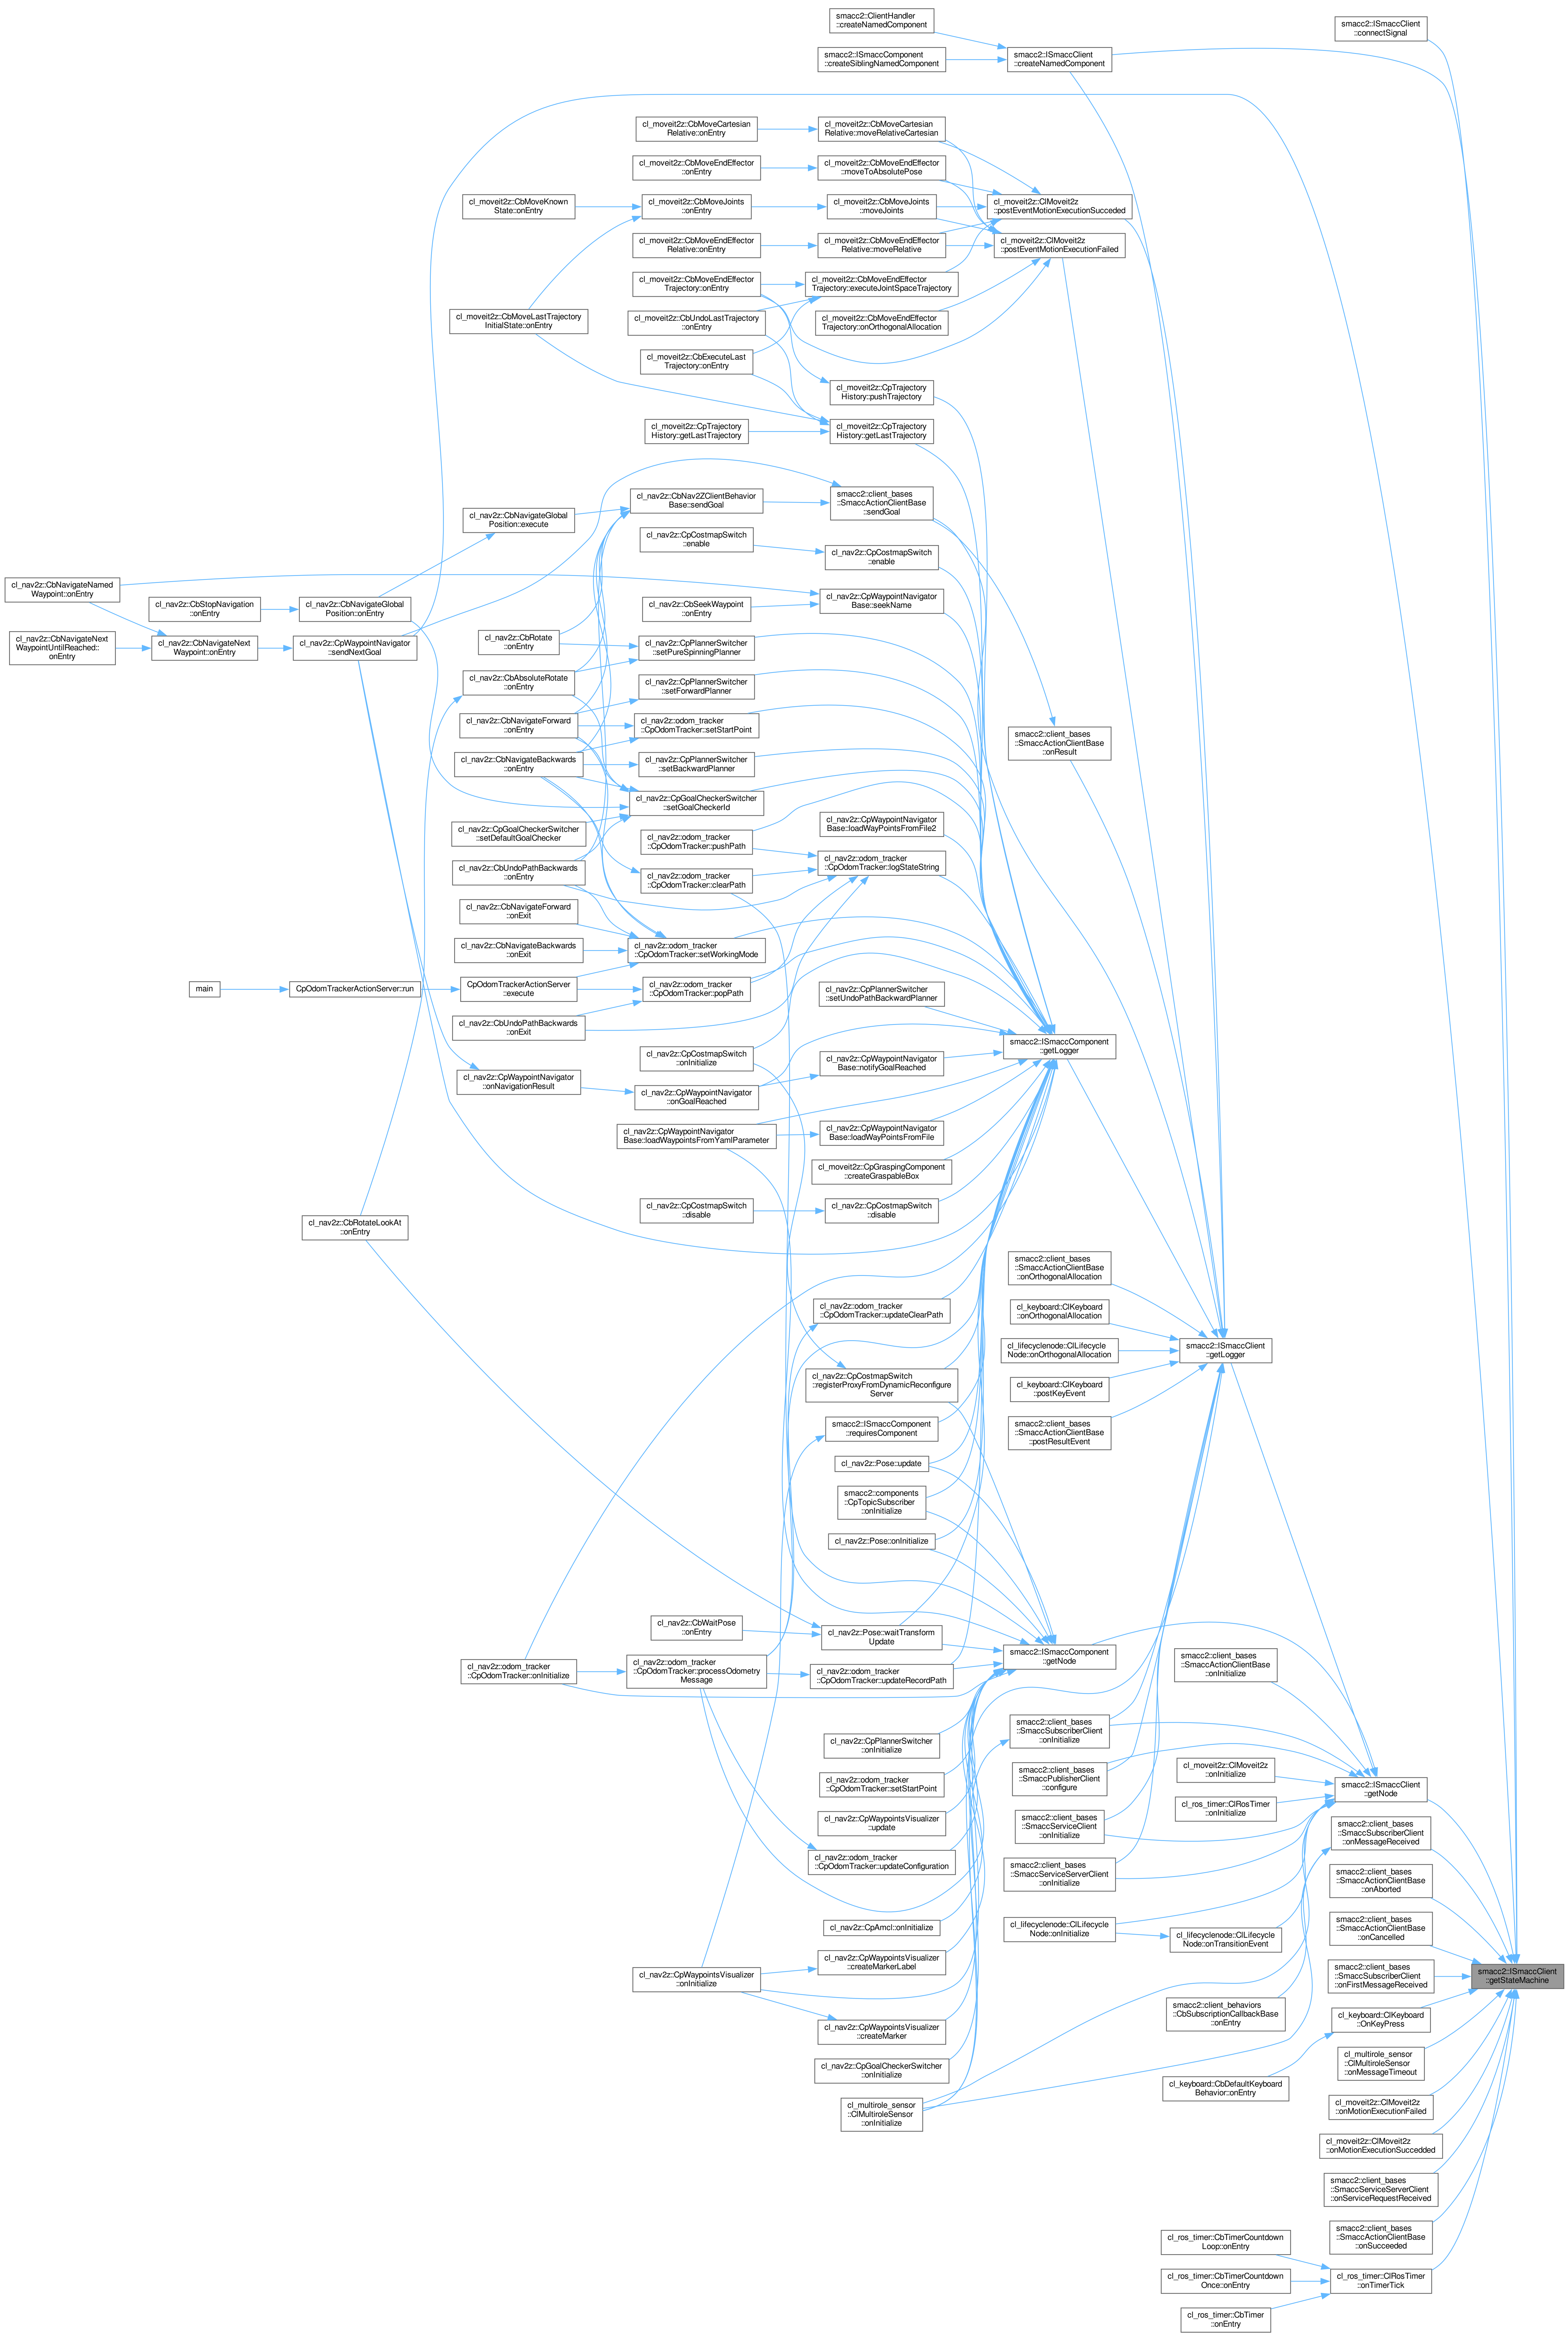 smacc2::ClientHandler
::createNamedComponent
smacc2::ISmaccClient
::connectSignal
smacc2::ISmaccComponent
::createSiblingNamedComponent
smacc2::ISmaccClient
::createNamedComponent
cl_moveit2z::CbMoveCartesian
Relative::onEntry
cl_moveit2z::CbMoveCartesian
Relative::moveRelativeCartesian
cl_moveit2z::CbMoveEndEffector
::onEntry
cl_moveit2z::CbMoveEndEffector
::moveToAbsolutePose
cl_moveit2z::CbMoveKnown
State::onEntry
cl_moveit2z::CbMoveJoints
::onEntry
cl_moveit2z::CbMoveJoints
::moveJoints
cl_moveit2z::ClMoveit2z
::postEventMotionExecutionSucceded
cl_moveit2z::CbMoveEndEffector
Relative::onEntry
cl_moveit2z::CbMoveEndEffector
Relative::moveRelative
cl_moveit2z::ClMoveit2z
::postEventMotionExecutionFailed
cl_moveit2z::CbMoveEndEffector
Trajectory::onEntry
cl_moveit2z::CbMoveEndEffector
Trajectory::executeJointSpaceTrajectory
cl_moveit2z::CbMoveLastTrajectory
InitialState::onEntry
cl_moveit2z::CbUndoLastTrajectory
::onEntry
cl_moveit2z::CbMoveEndEffector
Trajectory::onOrthogonalAllocation
cl_moveit2z::CbExecuteLast
Trajectory::onEntry
cl_moveit2z::CpTrajectory
History::pushTrajectory
cl_moveit2z::CpTrajectory
History::getLastTrajectory
cl_moveit2z::CpTrajectory
History::getLastTrajectory
cl_nav2z::CbNav2ZClientBehavior
Base::sendGoal
smacc2::client_bases
::SmaccActionClientBase
::sendGoal
cl_nav2z::CbNavigateGlobal
Position::execute
cl_nav2z::CpCostmapSwitch
::enable
cl_nav2z::CpCostmapSwitch
::enable
cl_nav2z::CbNavigateNamed
Waypoint::onEntry
cl_nav2z::CbStopNavigation
::onEntry
cl_nav2z::CbNavigateGlobal
Position::onEntry
cl_nav2z::CbSeekWaypoint
::onEntry
cl_nav2z::CpWaypointNavigator
Base::seekName
cl_nav2z::CbNavigateNext
WaypointUntilReached::
onEntry
cl_nav2z::CbNavigateNext
Waypoint::onEntry
cl_nav2z::CpWaypointNavigator
::sendNextGoal
cl_nav2z::CbRotate
::onEntry
cl_nav2z::CpPlannerSwitcher
::setPureSpinningPlanner
cl_nav2z::CbAbsoluteRotate
::onEntry
cl_nav2z::CpPlannerSwitcher
::setForwardPlanner
cl_nav2z::CbNavigateForward
::onEntry
cl_nav2z::odom_tracker
::CpOdomTracker::setStartPoint
smacc2::client_bases
::SmaccActionClientBase
::onResult
cl_nav2z::CbNavigateBackwards
::onEntry
cl_nav2z::CpPlannerSwitcher
::setBackwardPlanner
cl_nav2z::CpGoalCheckerSwitcher
::setGoalCheckerId
cl_nav2z::CpGoalCheckerSwitcher
::setDefaultGoalChecker
cl_nav2z::odom_tracker
::CpOdomTracker::pushPath
cl_nav2z::CpWaypointNavigator
Base::loadWayPointsFromFile2
cl_nav2z::CbUndoPathBackwards
::onEntry
cl_nav2z::odom_tracker
::CpOdomTracker::clearPath
cl_nav2z::odom_tracker
::CpOdomTracker::logStateString
cl_nav2z::CbNavigateForward
::onExit
cl_nav2z::CbNavigateBackwards
::onExit
cl_nav2z::odom_tracker
::CpOdomTracker::setWorkingMode
main
CpOdomTrackerActionServer::run
CpOdomTrackerActionServer
::execute
cl_nav2z::odom_tracker
::CpOdomTracker::popPath
cl_nav2z::CpPlannerSwitcher
::setUndoPathBackwardPlanner
cl_nav2z::CbUndoPathBackwards
::onExit
cl_nav2z::CpCostmapSwitch
::onInitialize
smacc2::ISmaccComponent
::getLogger
cl_nav2z::CpWaypointNavigator
Base::notifyGoalReached
cl_nav2z::CpWaypointNavigator
::onNavigationResult
cl_nav2z::CpWaypointNavigator
::onGoalReached
cl_nav2z::CpWaypointNavigator
Base::loadWaypointsFromYamlParameter
cl_nav2z::CpWaypointNavigator
Base::loadWayPointsFromFile
cl_moveit2z::CpGraspingComponent
::createGraspableBox
cl_nav2z::CpCostmapSwitch
::disable
cl_nav2z::CpCostmapSwitch
::disable
cl_nav2z::CbRotateLookAt
::onEntry
smacc2::client_bases
::SmaccActionClientBase
::onOrthogonalAllocation
cl_nav2z::odom_tracker
::CpOdomTracker::updateClearPath
cl_keyboard::ClKeyboard
::onOrthogonalAllocation
cl_lifecyclenode::ClLifecycle
Node::onOrthogonalAllocation
smacc2::ISmaccClient
::getLogger
cl_nav2z::CpCostmapSwitch
::registerProxyFromDynamicReconfigure
Server
cl_keyboard::ClKeyboard
::postKeyEvent
smacc2::ISmaccComponent
::requiresComponent
smacc2::client_bases
::SmaccActionClientBase
::postResultEvent
cl_nav2z::Pose::update
smacc2::components
::CpTopicSubscriber
::onInitialize
cl_nav2z::Pose::onInitialize
cl_nav2z::CbWaitPose
::onEntry
cl_nav2z::Pose::waitTransform
Update
smacc2::ISmaccComponent
::getNode
cl_nav2z::odom_tracker
::CpOdomTracker::onInitialize
cl_nav2z::odom_tracker
::CpOdomTracker::processOdometry
Message
cl_nav2z::odom_tracker
::CpOdomTracker::updateRecordPath
smacc2::client_bases
::SmaccActionClientBase
::onInitialize
cl_nav2z::CpPlannerSwitcher
::onInitialize
smacc2::client_bases
::SmaccSubscriberClient
::onInitialize
cl_nav2z::odom_tracker
::CpOdomTracker::setStartPoint
smacc2::client_bases
::SmaccPublisherClient
::configure
cl_moveit2z::ClMoveit2z
::onInitialize
smacc2::ISmaccClient
::getNode
cl_nav2z::CpWaypointsVisualizer
::update
smacc2::client_bases
::SmaccServiceClient
::onInitialize
cl_ros_timer::ClRosTimer
::onInitialize
smacc2::client_bases
::SmaccSubscriberClient
::onMessageReceived
cl_nav2z::odom_tracker
::CpOdomTracker::updateConfiguration
smacc2::client_bases
::SmaccServiceServerClient
::onInitialize
smacc2::client_bases
::SmaccActionClientBase
::onAborted
cl_nav2z::CpAmcl::onInitialize
cl_lifecyclenode::ClLifecycle
Node::onInitialize
cl_lifecyclenode::ClLifecycle
Node::onTransitionEvent
smacc2::client_bases
::SmaccActionClientBase
::onCancelled
cl_nav2z::CpWaypointsVisualizer
::onInitialize
cl_nav2z::CpWaypointsVisualizer
::createMarkerLabel
smacc2::client_bases
::SmaccSubscriberClient
::onFirstMessageReceived
smacc2::ISmaccClient
::getStateMachine
cl_nav2z::CpWaypointsVisualizer
::createMarker
smacc2::client_behaviors
::CbSubscriptionCallbackBase
::onEntry
cl_keyboard::ClKeyboard
::OnKeyPress
cl_nav2z::CpGoalCheckerSwitcher
::onInitialize
cl_multirole_sensor
::ClMultiroleSensor
::onMessageTimeout
cl_multirole_sensor
::ClMultiroleSensor
::onInitialize
cl_keyboard::CbDefaultKeyboard
Behavior::onEntry
cl_moveit2z::ClMoveit2z
::onMotionExecutionFailed
cl_moveit2z::ClMoveit2z
::onMotionExecutionSuccedded
smacc2::client_bases
::SmaccServiceServerClient
::onServiceRequestReceived
smacc2::client_bases
::SmaccActionClientBase
::onSucceeded
cl_ros_timer::CbTimerCountdown
Loop::onEntry
cl_ros_timer::CbTimerCountdown
Once::onEntry
cl_ros_timer::ClRosTimer
::onTimerTick
cl_ros_timer::CbTimer
::onEntry